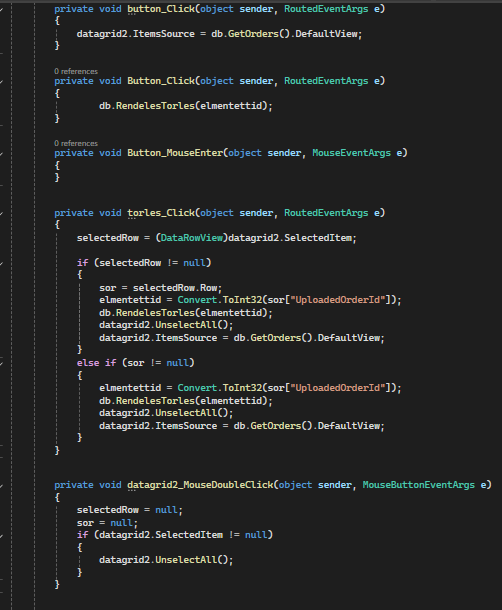 private void button_Click(object sender, RoutedEventArgs e)
{
datagrid2.ItemsSource = db.GetOrders().DefaultView;
}
0 references
private void Button_Click(object sender, RoutedEventArgs e)
{
db.RendelesTorles(elmentettid);
}
0 references
private void Button_MouseEnter(object sender, MouseEventArgs e)
{
}
private void torles_Click(object sender, RoutedEventArgs e)
{
selectedRow = (DataRowView)datagrid2.SelectedItem;
if (selectedRow != null)
{
sor = selectedRow.Row;
elmentettid = Convert.ToInt32(sor["UploadedOrderId"]);
db.RendelesTorles(elmentettid);
datagrid2.UnselectAll();
datagrid2.ItemsSource = db.GetOrders().DefaultView;
}
else if (sor != null)
{
elmentettid = Convert.ToInt32(sor["UploadedOrderId"]);
db.RendelesTorles(elmentettid);
datagrid2.UnselectAll();
datagrid2.ItemsSource = db.GetOrders().DefaultView;
}
}
private void datagrid2_MouseDoubleClick(object sender, MouseButtonEventArgs e)
{
selectedRow = null;
sor = null;
if (datagrid2.SelectedItem != null)
{
datagrid2.UnselectAll();
}
}